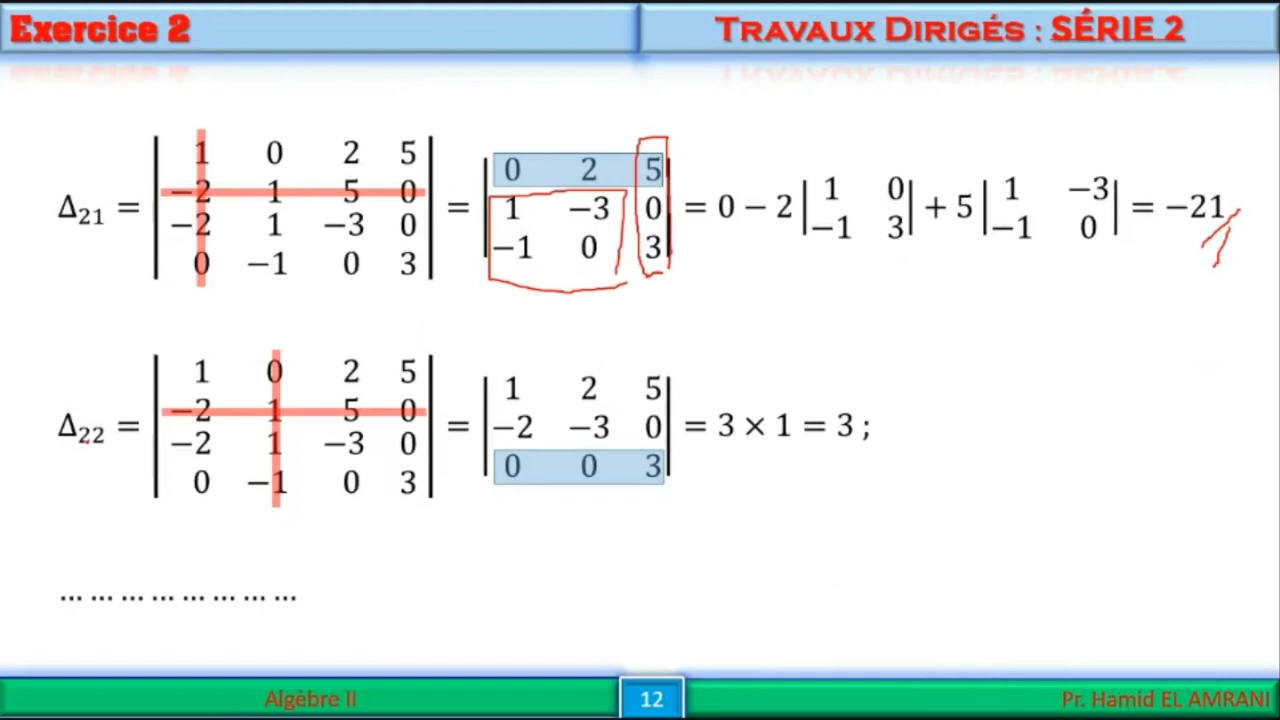 Exercice 2
TRAVAUX DIRIGÉS : SÉRIE 2
Δ₂₁ = | 1 0 2 5 | = | 0 2 5 | = 0 − 2 | 1 0 | + 5 | 1 −3 | = −21
| −2 1 5 0 | | 1 −3 0 | | −1 3 | | −1 0 |
| −2 1 −3 0 | | −1 0 3 |
| 0 −1 0 3 |
Δ₂₂ = | 1 0 2 5 | = | 1 2 5 | = 3 × 1 = 3 ;
| −2 1 5 0 | | −2 −3 0 |
| −2 1 −3 0 | | 0 0 3 |
| 0 −1 0 3 |
... ... ... ... ... ... ... ...
Algèbre II
12
Pr. Hamid EL AMRANI